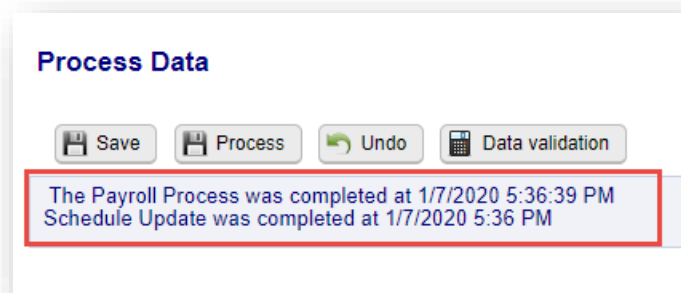 Process Data
Save Process Undo Data validation
The Payroll Process was completed at 1/7/2020 5:36:39 PM
Schedule Update was completed at 1/7/2020 5:36 PM